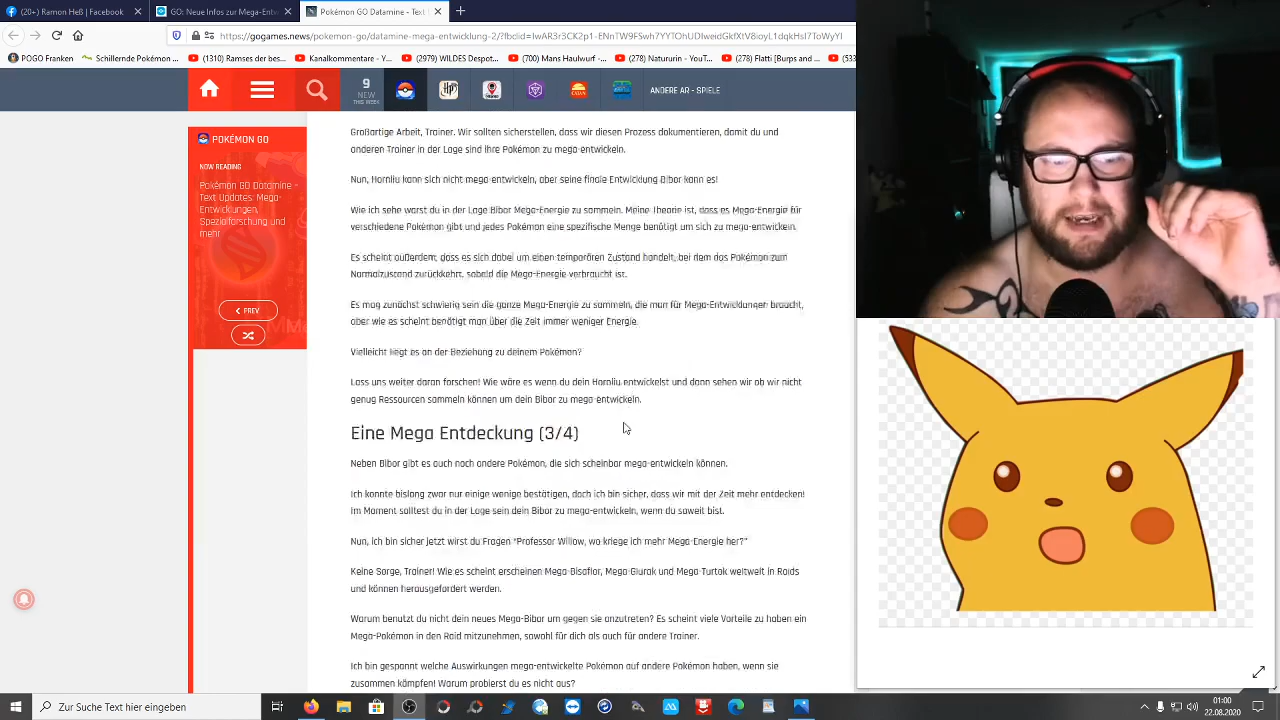 (20+) Ramon Heß | Facebook
GO: Neue Infos zur Mega-Entw
Pokémon GO Datamine - Text U
https://gogames.news/pokemon-go/datamine-mega-entwicklung-2/?fbclid=
POGO Franken
Schillernde Pokémon ...
(1310) Ramses der bes...
Kanalkommentare - Y...
(2979) WILDES Despot...
(700) Mans Haulwurf -...
(278) Natururin - YouT...
(278) Flatti [Burps and ...
9
NEW
THIS WEEK
ANDERE AR - SPIELE
POKÉMON GO
NOW READING
Pokémon GO Datamine -
Text Updates: Mega-
Entwicklungen,
Spezialforschung und
mehr
PREV
Großartige Arbeit, Trainer. Wir sollten sicherstellen, dass wir diesen Prozess dokumentieren, damit du und
anderen Trainer in der Lage sind ihre Pokémon zu mega-entwickeln.
Nun, Hornliu kann sich nicht mega-entwickeln, aber seine finale Entwicklung Bibor kann es!
Wie ich sehe warst du in der Lage Bibor Mega-Energie zu sammeln. Meine Theorie ist, dass es Mega-Energie für
verschiedene Pokémon gibt und jedes Pokémon eine spezifische Menge benötigt um sich zu mega-entwickeln.
Es scheint außerdem, dass es sich dabei um einen temporären Zustand handelt, bei dem das Pokémon zum
Normalzustand zurückkehrt, sobald die Mega-Energie verbraucht ist.
Es mag zunächst schwierig sein die ganze Mega-Energie zu sammeln, die man für Mega-Entwicklungen braucht,
aber wie es scheint benötigt man über die Zeit immer weniger Energie.
Vielleicht liegt es an der Beziehung zu deinem Pokémon?
Lass uns weiter daran forschen! Wie wäre es wenn du dein Hornliu entwickelst und dann sehen wir ob wir nicht
genug Ressourcen sammeln können um dein Bibor zu mega-entwickeln.
Eine Mega Entdeckung (3/4)
Neben Bibor gibt es auch noch andere Pokémon, die sich scheinbar mega-entwickeln können.
Ich konnte bislang zwar nur einige wenige bestätigen, doch ich bin sicher, dass wir mit der Zeit mehr entdecken!
Im Moment solltest du in der Lage sein dein Bibor zu mega-entwickeln, wenn du soweit bist.
Nun, ich bin sicher jetzt wirst du Fragen "Professor Willow, wo kriege ich mehr Mega-Energie her?"
Keine Sorge, Trainer! Wie es scheint erscheinen Mega-Bisaflor, Mega-Glurak und Mega-Turtok weltweit in Raids
und können herausgefordert werden.
Warum benutzt du nicht dein neues Mega-Bibor um gegen sie anzutreten? Es scheint viele Vorteile zu haben ein
Mega-Pokémon in den Raid mitzunehmen, sowohl für dich als auch für andere Trainer.
Ich bin gespannt welche Auswirkungen mega-entwickelte Pokémon auf andere Pokémon haben, wenn sie
zusammen kämpfen! Warum probierst du es nicht aus?
Zur Suche Text hier eingeben
01:00
22.08.2020